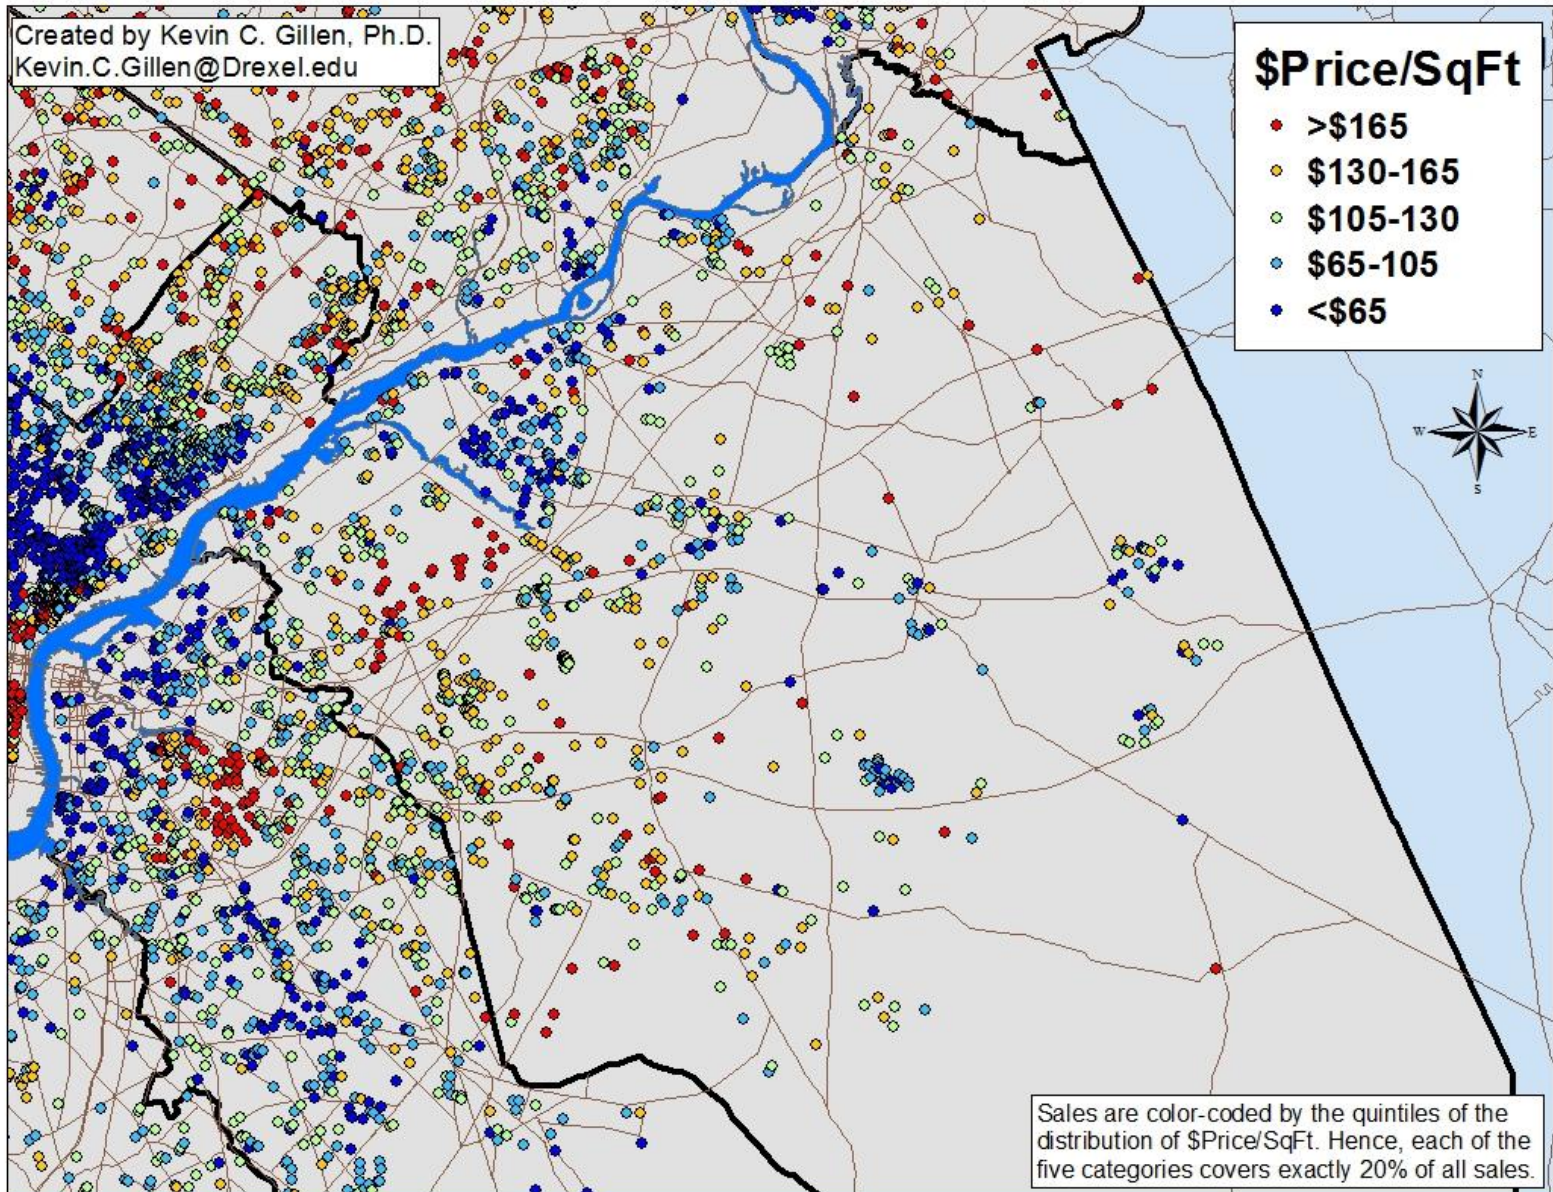 Created by Kevin C. Gillen, Ph.D.
Kevin.C.Gillen@Drexel.edu
$Price/SqFt
>$165
$130-165
$105-130
$65-105
<$65
N
W
E
S
Sales are color-coded by the quintiles of the
distribution of $Price/SqFt. Hence, each of the
five categories covers exactly 20% of all sales.